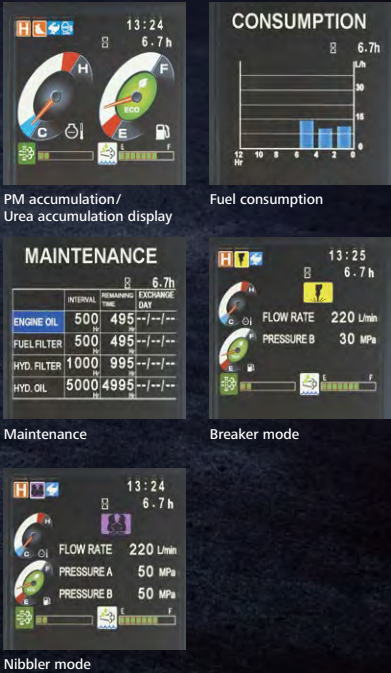 H
13:24
6.7h
H
C
F
ECO
E
E F
PM accumulation/
Urea accumulation display
CONSUMPTION
6.7h
L/h
30
15
0
12 10 8 6 4 2 0
Hr
Fuel consumption
MAINTENANCE
6.7h
INTERVAL REMAINING TIME EXCHANGE DAY
ENGINE OIL 500 Hr 495 Hr --/--/--
FUEL FILTER 500 Hr 495 Hr --/--/--
HYD. FILTER 1000 Hr 995 Hr --/--/--
HYD. OIL 5000 Hr 4995 Hr --/--/--
Maintenance
H
13:25
6.7h
H
C
F
E
FLOW RATE 220 L/min
PRESSURE B 30 MPa
E F
Breaker mode
H
13:24
6.7h
H
C
F
ECO
E
FLOW RATE 220 L/min
PRESSURE A 50 MPa
PRESSURE B 50 MPa
E F
Nibbler mode